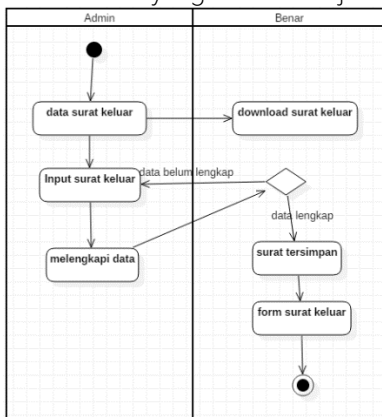 Admin
Benar
data surat keluar
download surat keluar
Input surat keluar
data belum lengkap
data lengkap
melengkapi data
surat tersimpan
form surat keluar